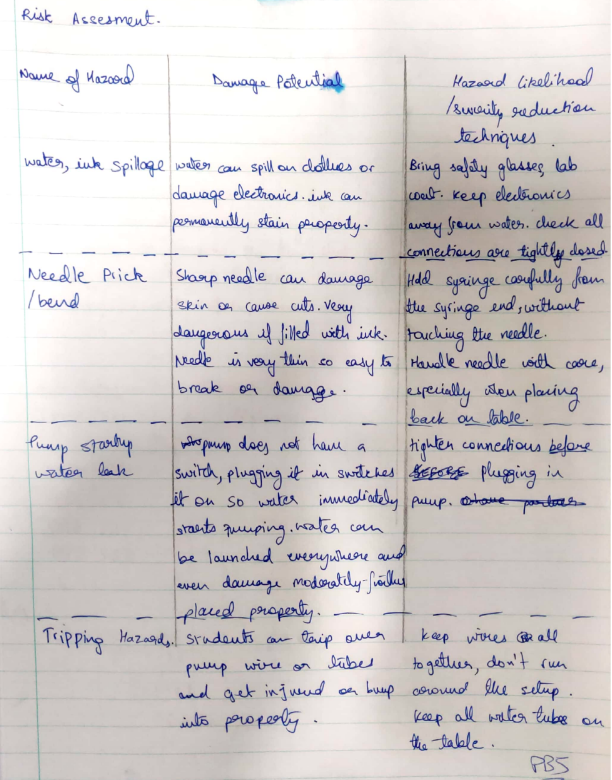 Risk Assesment.
Name of Hazard
Damage Potential
Hazard likelihood
/severity reduction
techniques.
water, ink spillage
water can spill on clothes or
damage electronics. ink can
permanently stain property.
Bring safety glasses, lab
coat. keep electronics
away from water. check all
connections are tightly closed
Needle Prick
/bend
Sharp needle can damage
skin or cause cuts. very
dangerous if filled with ink.
Needle is very thin so easy to
break or damage.
Hold syringe carefully from
the syringe end, without
touching the needle.
Handle needle with care,
especially when placing
back on table.
Pump startup
water leak
pump does not have a
switch, plugging it in switches
it on so water immediately
starts pumping. water can
be launched everywhere and
even damage moderately-further
placed property.
tighten connections before
BEFORE plugging in
pump.
Tripping Hazards.
students can trip over
pump wire or tubes
and get injured or bump
into property.
keep wires all
together, don't run
around the setup.
keep all water tubes on
the table.
PB5